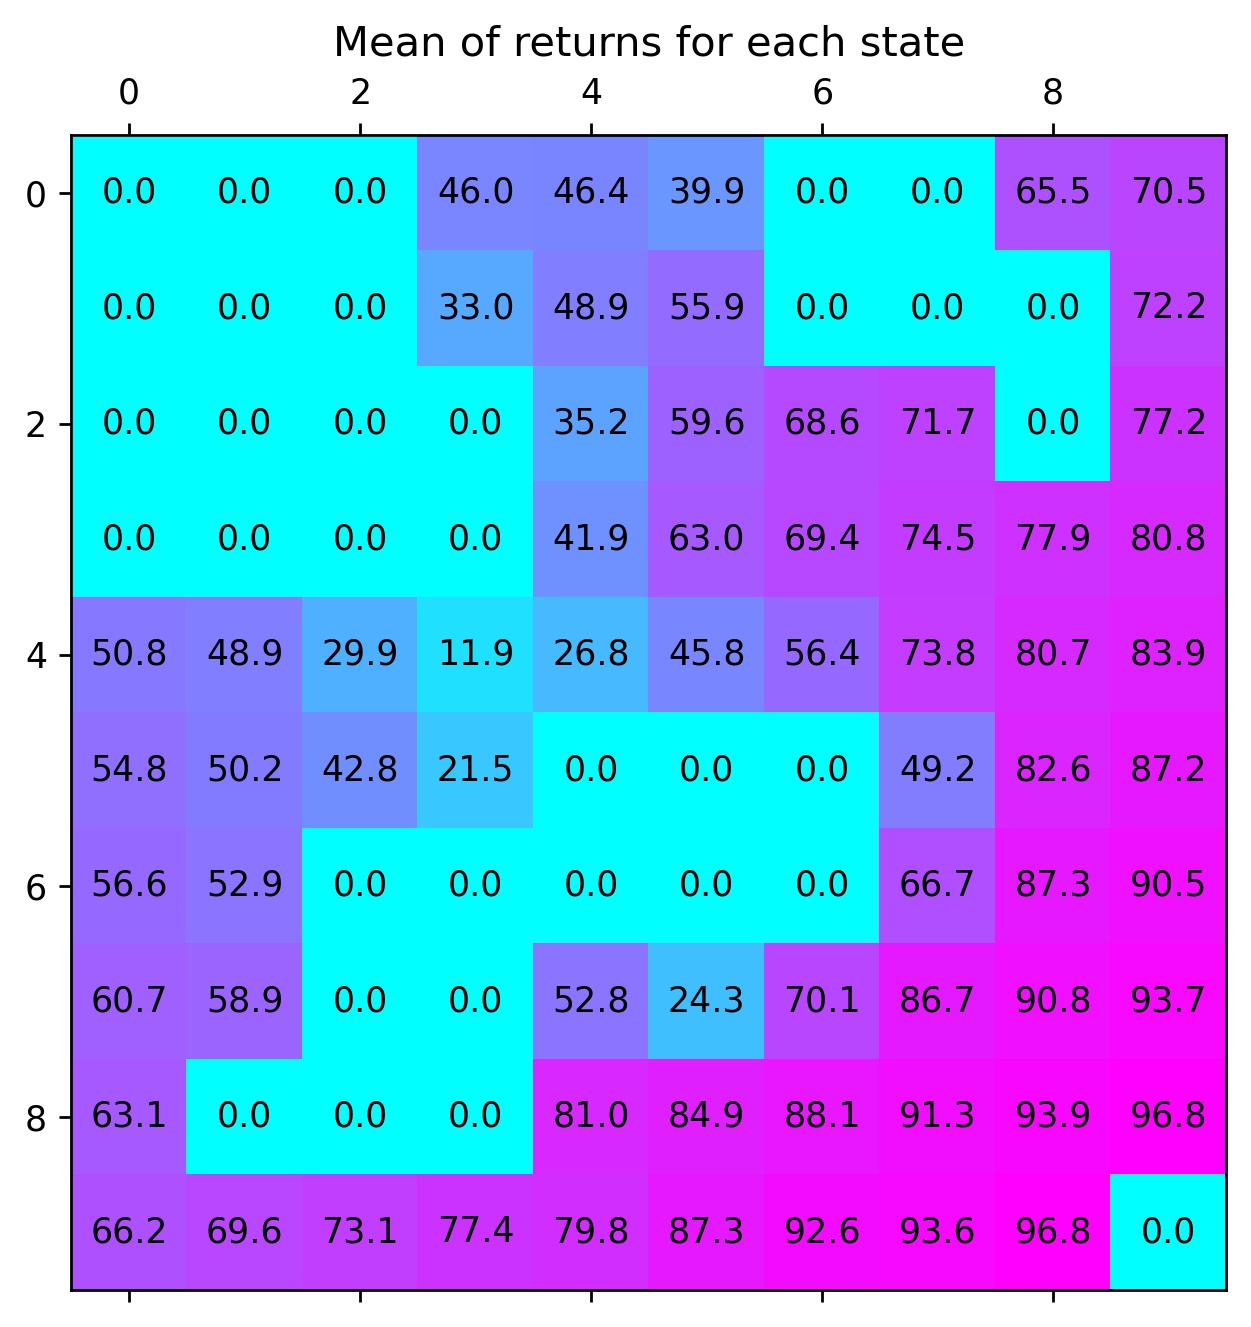 Mean of returns for each state
0 2 4 6 8
0 0.0 0.0 0.0 46.0 46.4 39.9 0.0 0.0 65.5 70.5
0.0 0.0 0.0 33.0 48.9 55.9 0.0 0.0 0.0 72.2
2 0.0 0.0 0.0 0.0 35.2 59.6 68.6 71.7 0.0 77.2
0.0 0.0 0.0 0.0 41.9 63.0 69.4 74.5 77.9 80.8
4 50.8 48.9 29.9 11.9 26.8 45.8 56.4 73.8 80.7 83.9
54.8 50.2 42.8 21.5 0.0 0.0 0.0 49.2 82.6 87.2
6 56.6 52.9 0.0 0.0 0.0 0.0 0.0 66.7 87.3 90.5
60.7 58.9 0.0 0.0 52.8 24.3 70.1 86.7 90.8 93.7
8 63.1 0.0 0.0 0.0 81.0 84.9 88.1 91.3 93.9 96.8
66.2 69.6 73.1 77.4 79.8 87.3 92.6 93.6 96.8 0.0